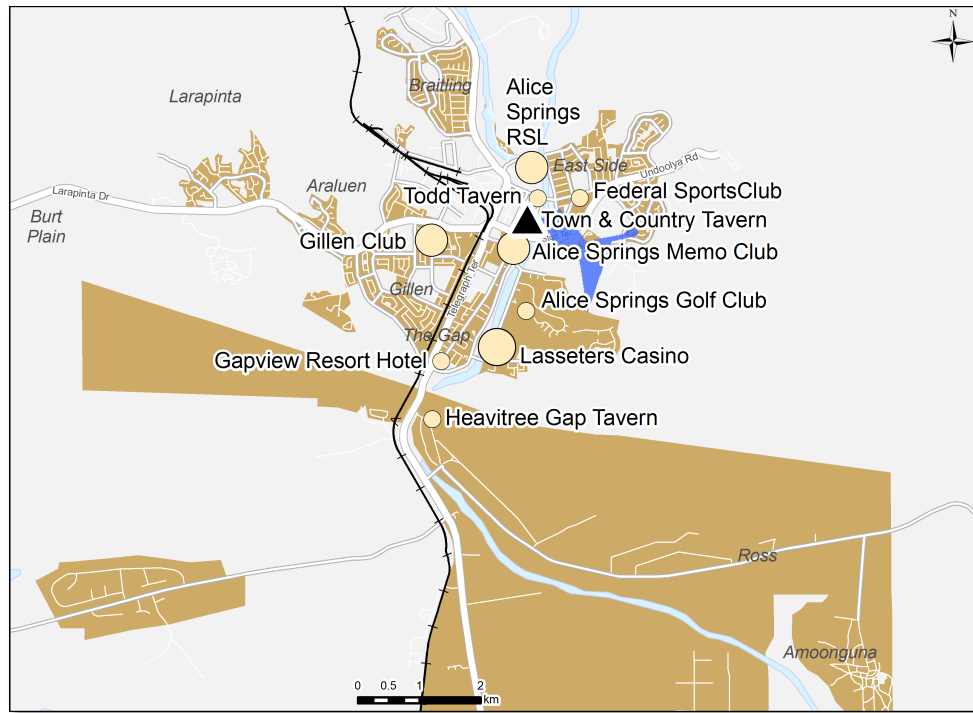 N
Larapinta
Braitling
Alice
Springs
RSL
East Side
Undoolya Rd
Larapinta Dr
Araluen
Todd Tavern
Federal SportsClub
Burt
Plain
Town & Country Tavern
Gillen Club
Alice Springs Memo Club
Gillen
Telegraph Ter
Alice Springs Golf Club
The Gap
Gapview Resort Hotel
Lasseters Casino
Heavitree Gap Tavern
Ross
Amoonguna
0 0.5 1 2
km